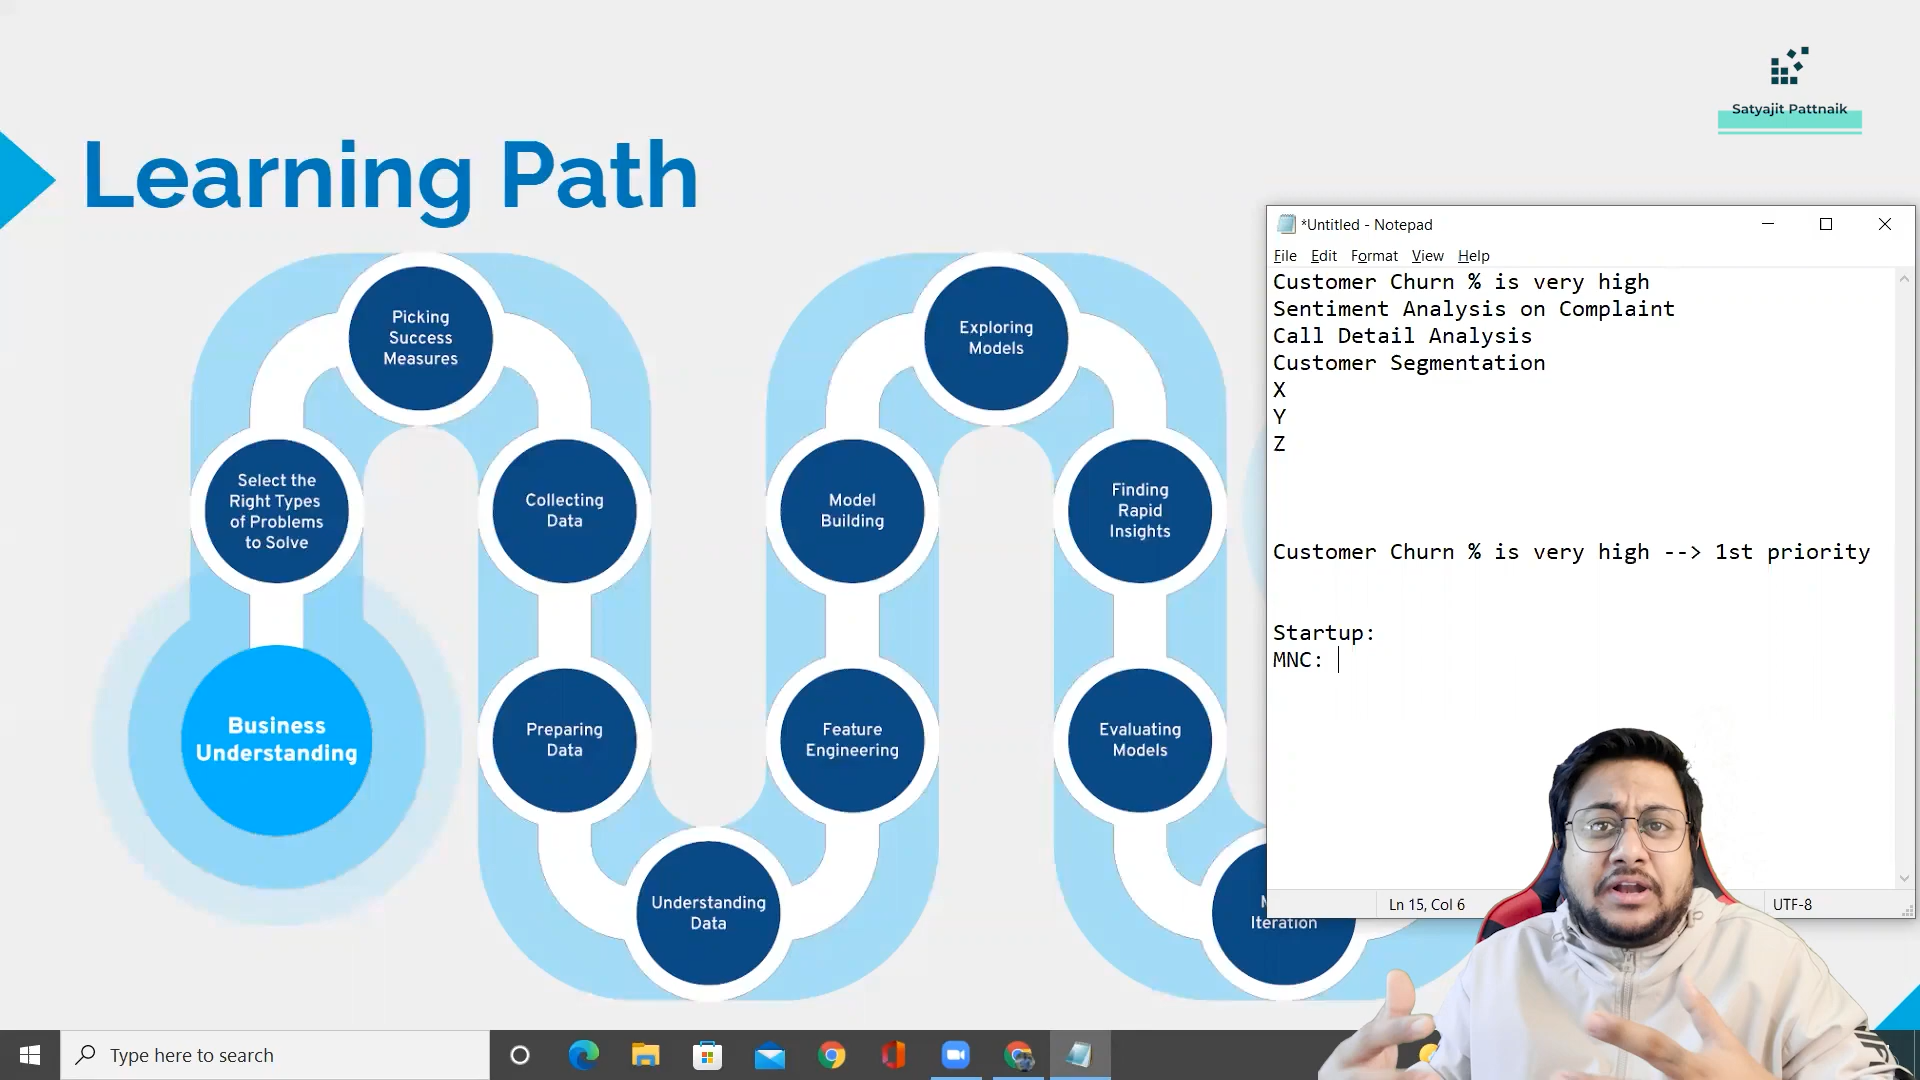 Satyajit Pattnaik
Learning Path
Picking
Success
Measures
Exploring
Models
Select the
Right Types
of Problems
to Solve
Collecting
Data
Model
Building
Finding
Rapid
Insights
Business
Understanding
Preparing
Data
Feature
Engineering
Evaluating
Models
Understanding
Data
Iteration
*Untitled - Notepad
File Edit Format View Help
Customer Churn % is very high
Sentiment Analysis on Complaint
Call Detail Analysis
Customer Segmentation
X
Y
Z
Customer Churn % is very high --> 1st priority
Startup:
MNC:
Ln 15, Col 6
UTF-8
Type here to search